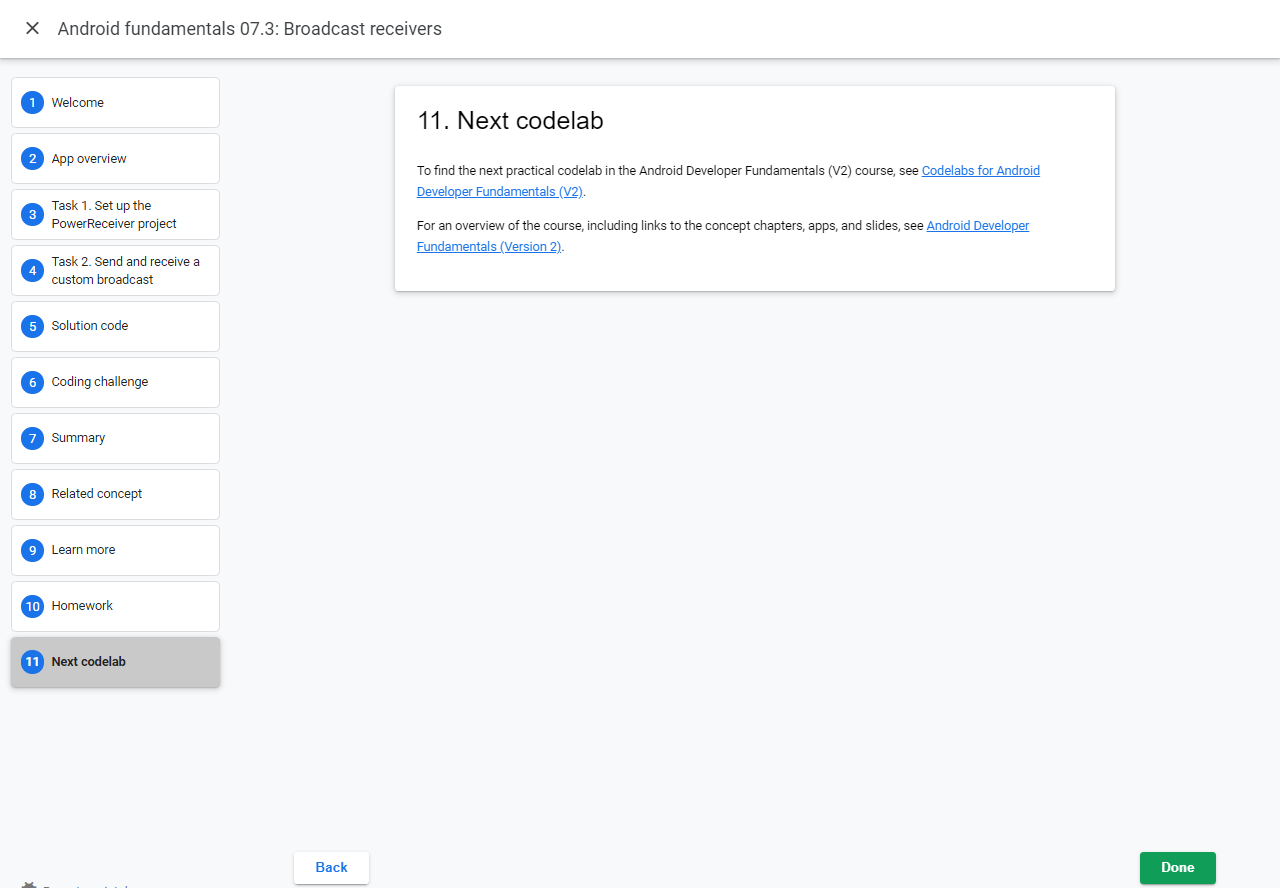 Android fundamentals 07.3: Broadcast receivers
1 Welcome
2 App overview
3 Task 1. Set up the
PowerReceiver project
4 Task 2. Send and receive a
custom broadcast
5 Solution code
6 Coding challenge
7 Summary
8 Related concept
9 Learn more
10 Homework
11 Next codelab
11. Next codelab
To find the next practical codelab in the Android Developer Fundamentals (V2) course, see Codelabs for Android
Developer Fundamentals (V2).
For an overview of the course, including links to the concept chapters, apps, and slides, see Android Developer
Fundamentals (Version 2).
Back
Done